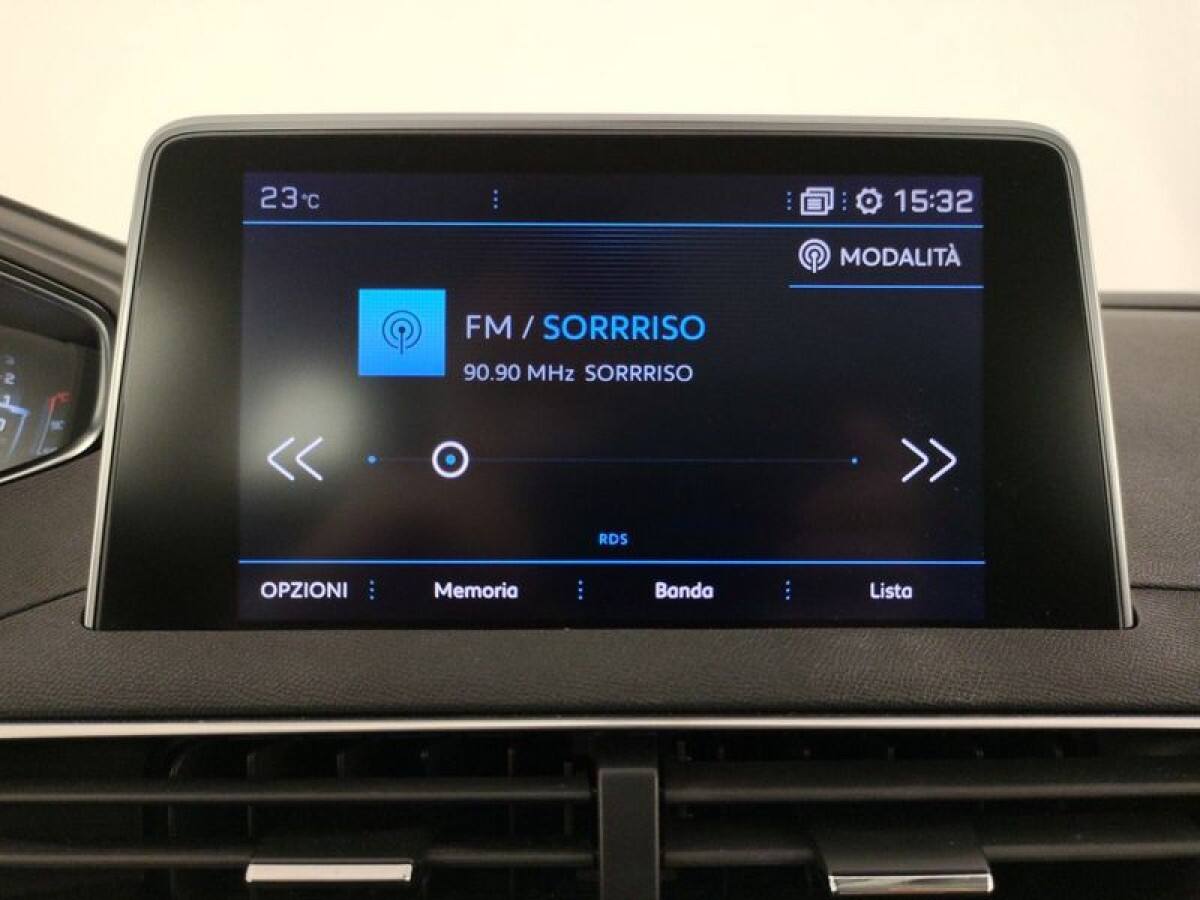 23°C 15:32
MODALITÀ
FM / SORRRISO
90.90 MHz SORRRISO
RDS
OPZIONI Memoria Banda Lista